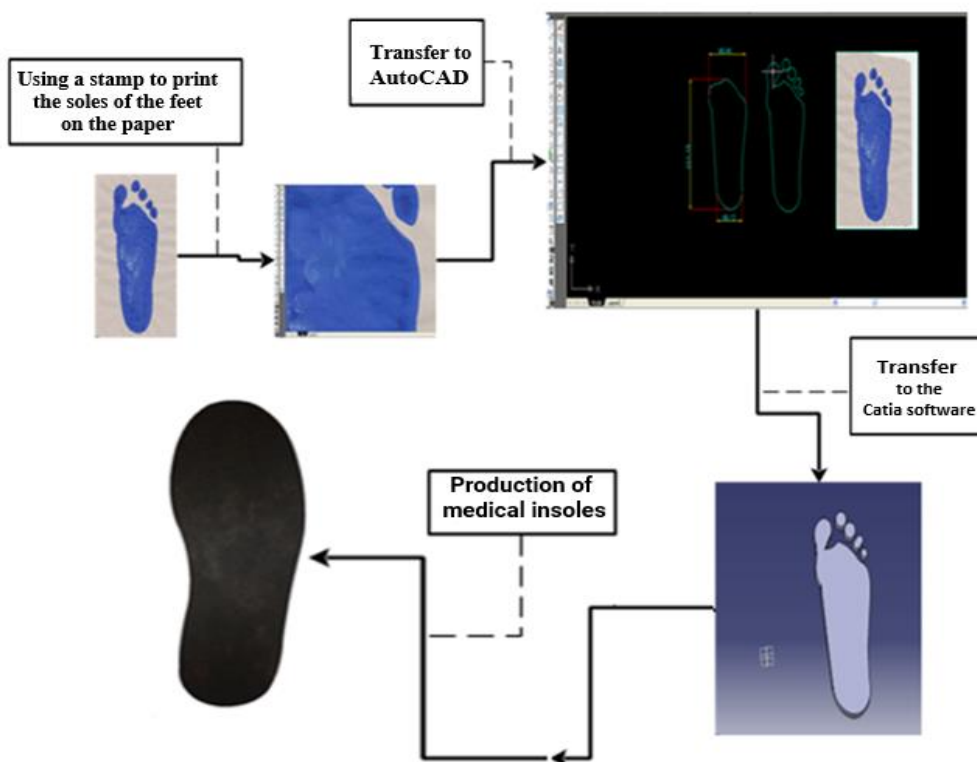 Using a stamp to print
the soles of the feet
on the paper
Transfer to
AutoCAD
Transfer
to the
Catia software
Production of
medical insoles